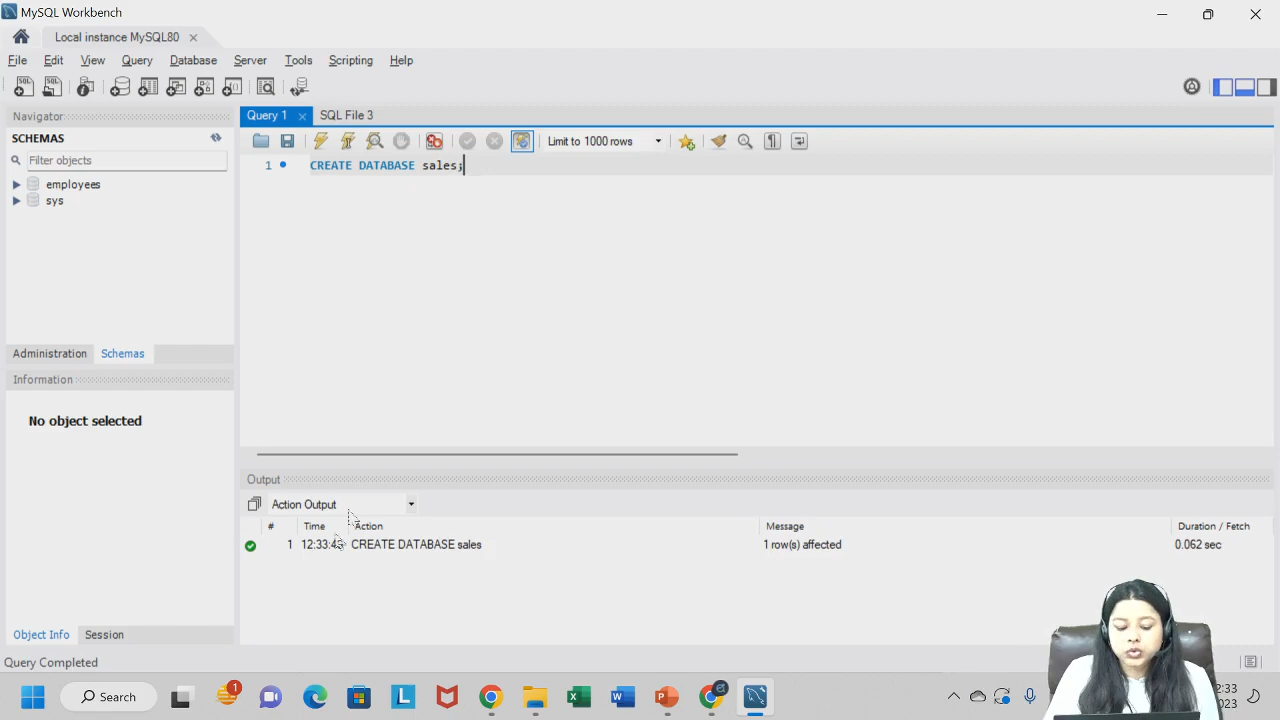 MySQL Workbench
Local instance MySQL80
File Edit View Query Database Server Tools Scripting Help
Navigator
SCHEMAS
Filter objects
employees
sys
Administration Schemas
Information
No object selected
Object Info Session
Query 1 SQL File 3
Limit to 1000 rows
1 CREATE DATABASE sales;
Output
Action Output
# Time Action Message Duration / Fetch
1 12:33:43 CREATE DATABASE sales 1 row(s) affected 0.062 sec
Query Completed
Search